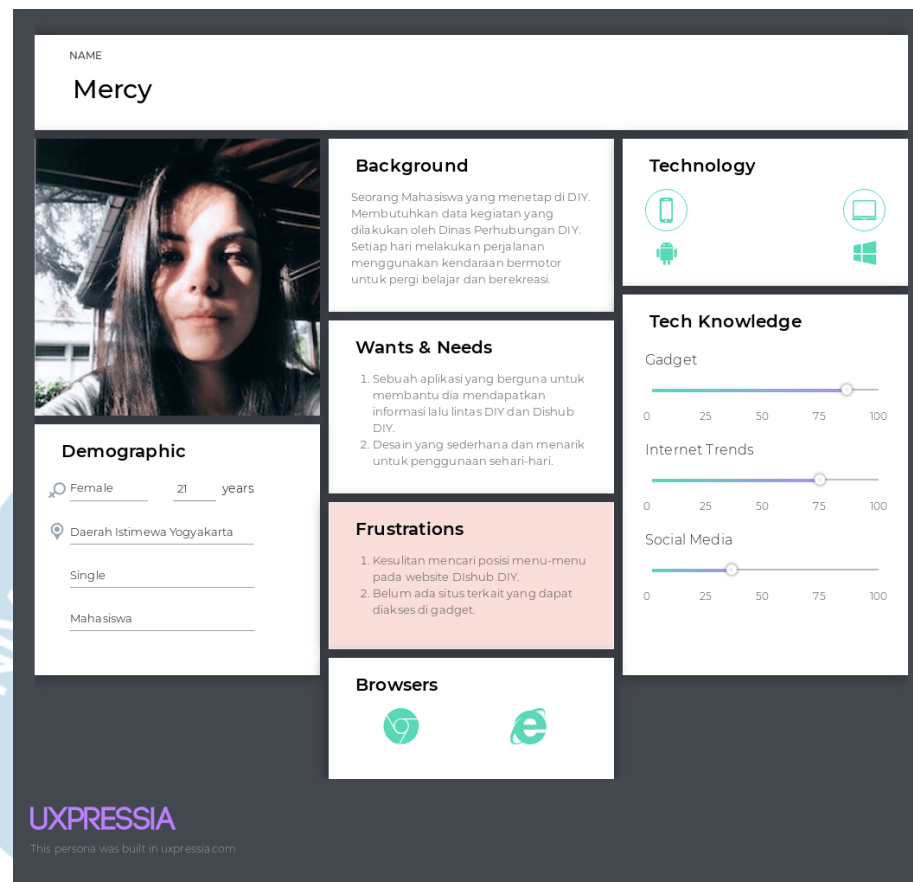 NAME
Mercy
Background
Seorang Mahasiswa yang menetap di DIY.
Membutuhkan data kegiatan yang
dilakukan oleh Dinas Perhubungan DIY.
Setiap hari melakukan perjalanan
menggunakan kendaraan bermotor
untuk pergi belajar dan berekreasi.
Wants & Needs
1. Sebuah aplikasi yang berguna untuk
membantu dia mendapatkan
informasi lalu lintas DIY dan Dishub
DIY.
2. Desain yang sederhana dan menarik
untuk penggunaan sehari-hari.
Frustrations
1. Kesulitan mencari posisi menu-menu
pada website DIshub DIY.
2. Belum ada situs terkait yang dapat
diakses di gadget.
Browsers
Technology
Tech Knowledge
Gadget
0 25 50 75 100
Internet Trends
0 25 50 75 100
Social Media
0 25 50 75 100
Demographic
Female 21 years
Daerah Istimewa Yogyakarta
Single
Mahasiswa
UXPRESSIA
This persona was built in uxpressia.com